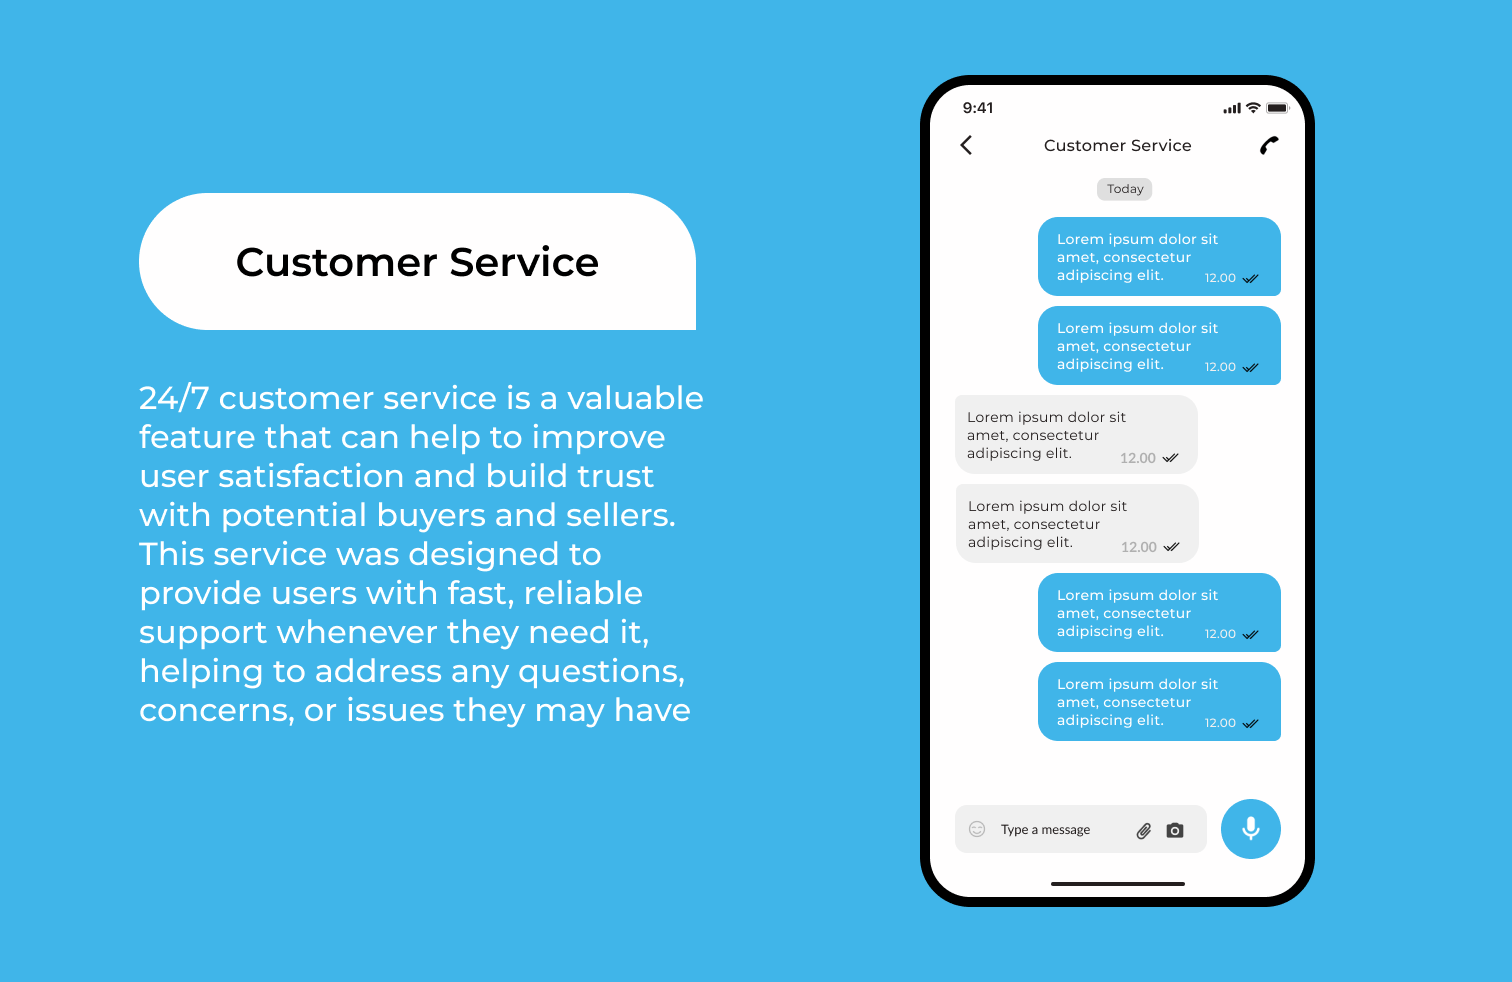 Customer Service
24/7 customer service is a valuable
feature that can help to improve
user satisfaction and build trust
with potential buyers and sellers.
This service was designed to
provide users with fast, reliable
support whenever they need it,
helping to address any questions,
concerns, or issues they may have
9:41
Customer Service
Today
Lorem ipsum dolor sit
amet, consectetur
adipiscing elit.
12.00
Lorem ipsum dolor sit
amet, consectetur
adipiscing elit.
12.00
Lorem ipsum dolor sit
amet, consectetur
adipiscing elit.
12.00
Lorem ipsum dolor sit
amet, consectetur
adipiscing elit.
12.00
Lorem ipsum dolor sit
amet, consectetur
adipiscing elit.
12.00
Lorem ipsum dolor sit
amet, consectetur
adipiscing elit.
12.00
Type a message